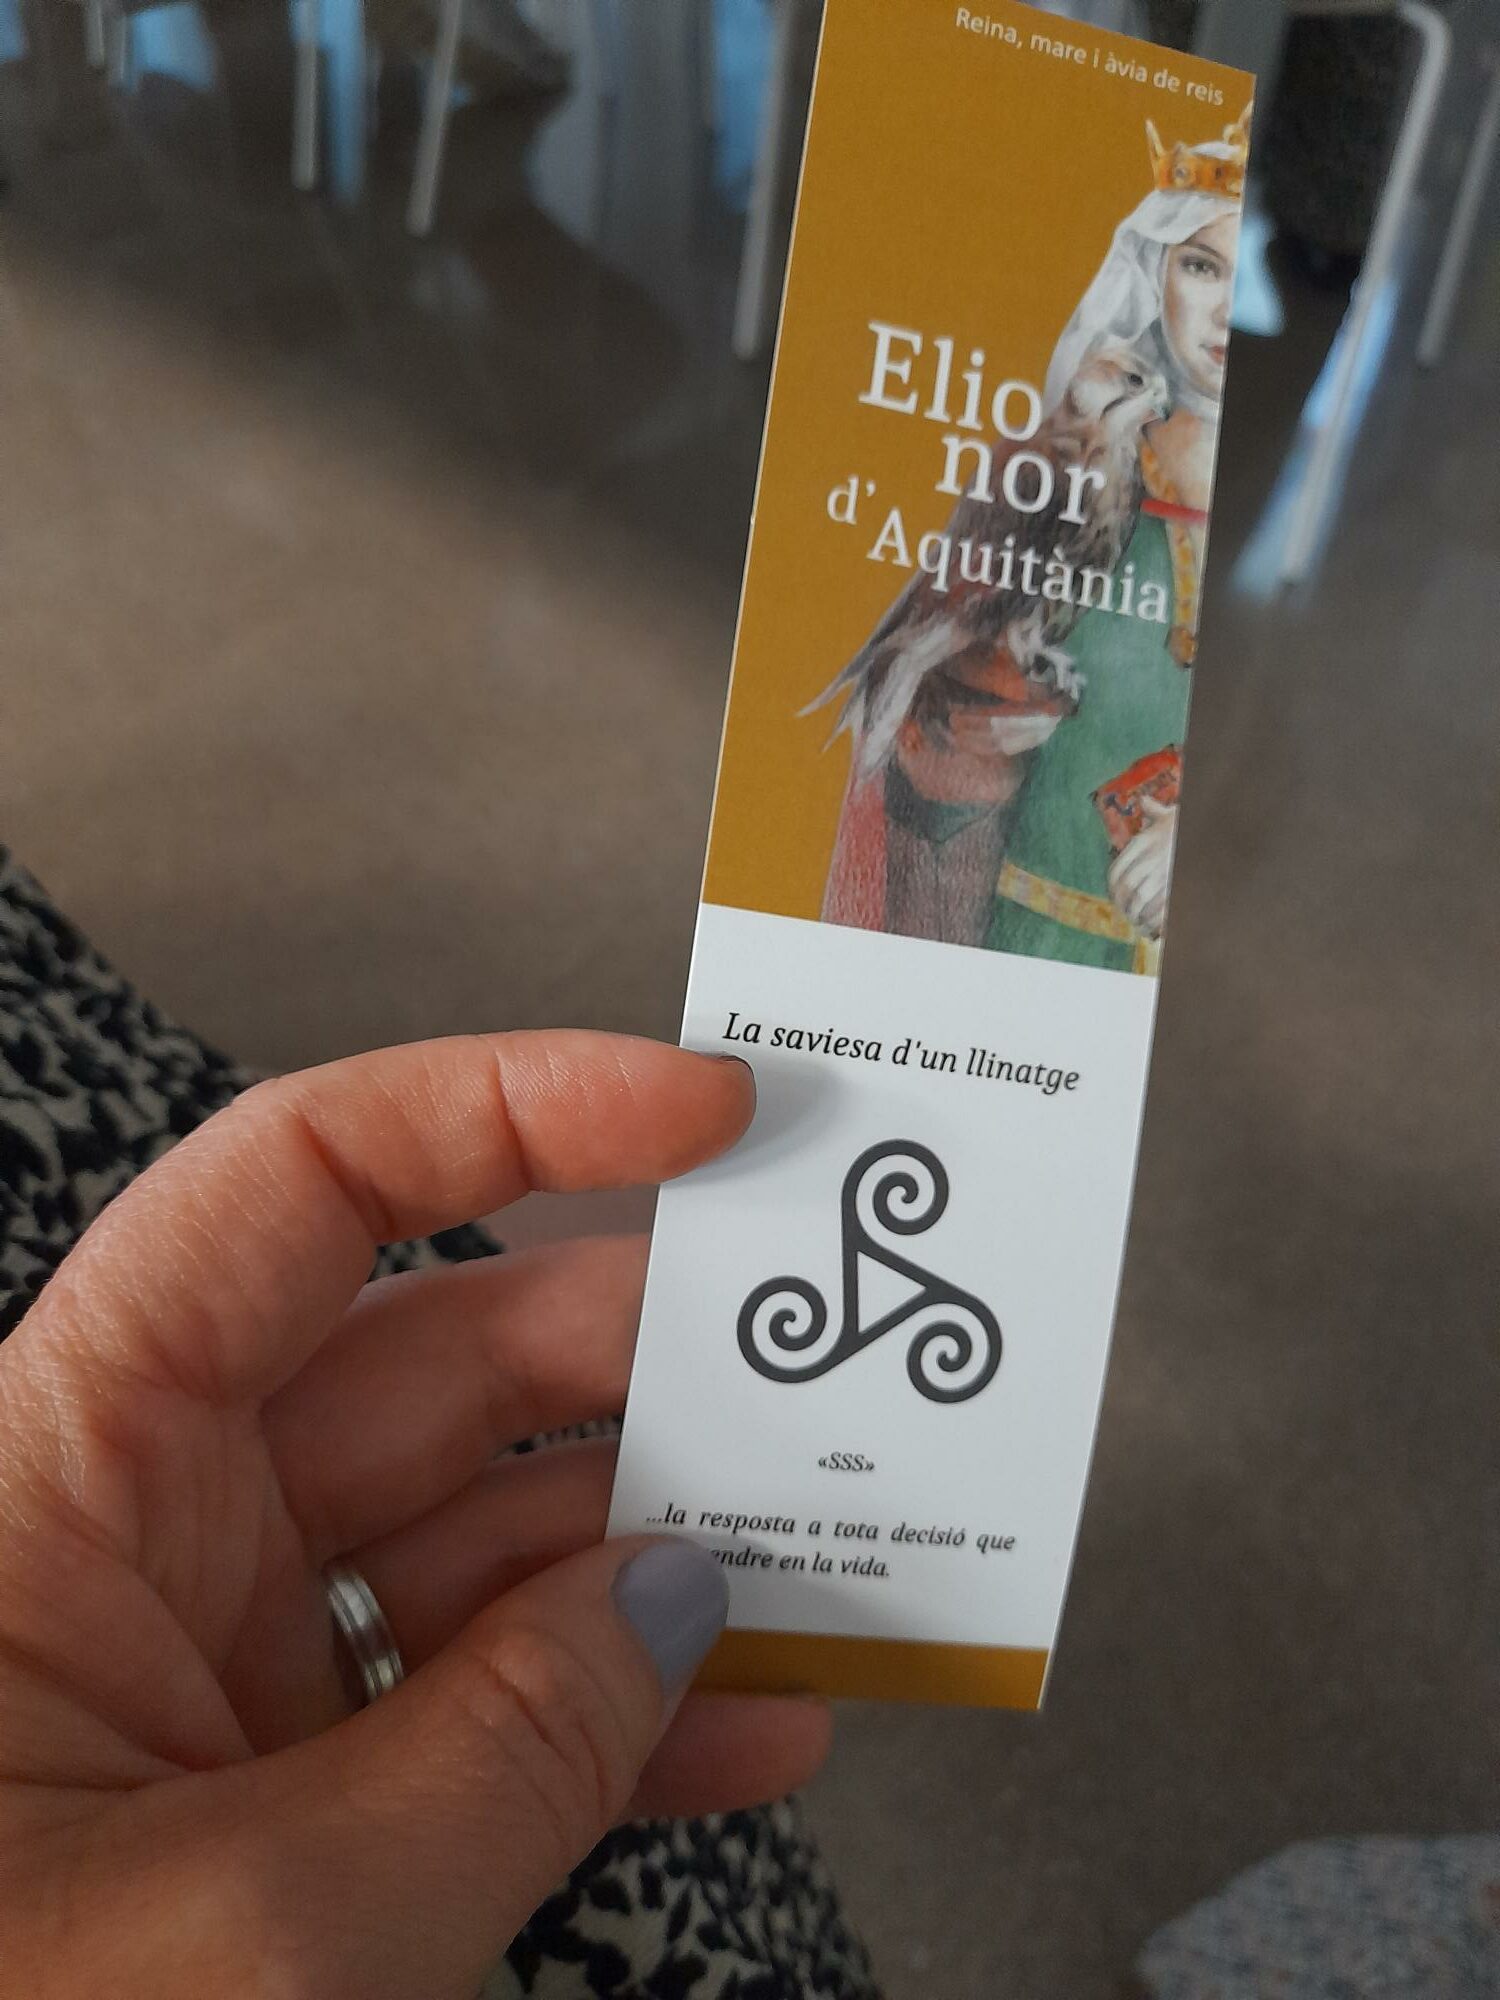 Reina, mare i àvia de reis
Elio
nor
d'Aquitània
La saviesa d'un llinatge
«SSS»
...la resposta a tota decisió que
en la vida.